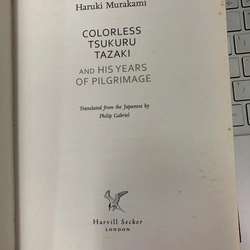 Haruki Murakami
COLORLESS
TSUKURU
TAZAKI
AND HIS YEARS
OF PILGRIMAGE
Translated from the Japanese by
Philip Gabriel
Harvill Secker
LONDON